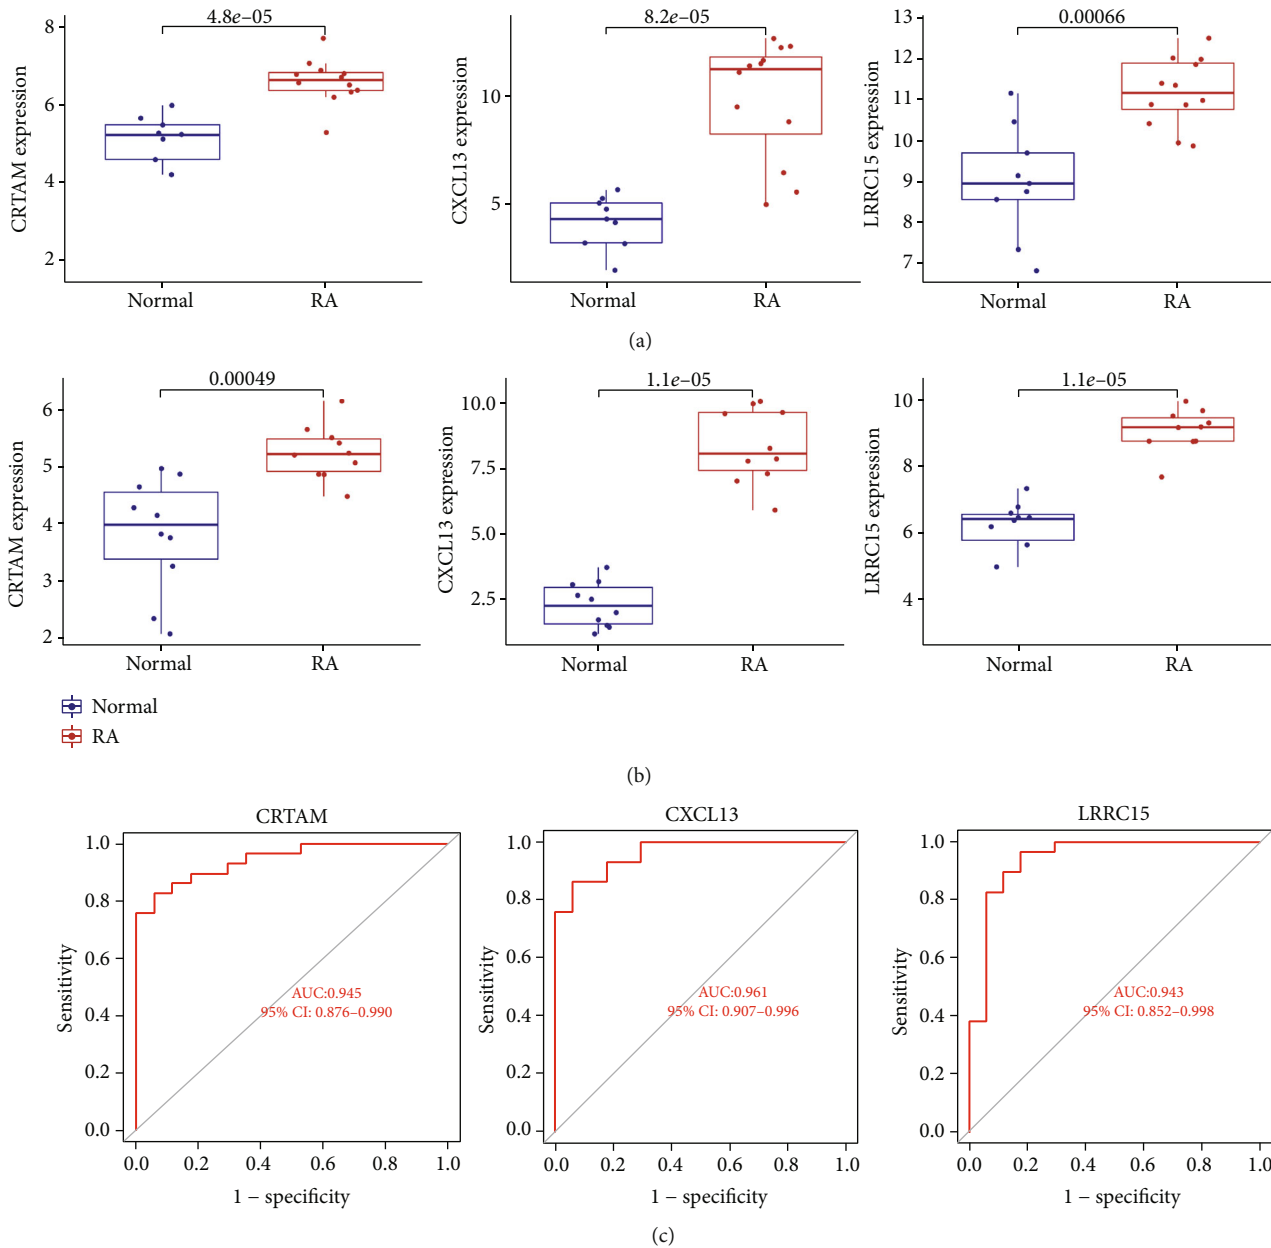 4.8e–05
8
6
4
2
CRTAM expression
Normal
RA
8.2e–05
10
5
CXCL13 expression
Normal
RA
0.00066
13
12
11
10
9
8
7
LRRC15 expression
Normal
RA
(a)
0.00049
6
5
4
3
2
CRTAM expression
Normal
RA
1.1e–05
10.0
7.5
5.0
2.5
CXCL13 expression
Normal
RA
1.1e–05
10
8
6
4
LRRC15 expression
Normal
RA
Normal
RA
(b)
CRTAM
1.0
0.8
0.6
0.4
0.2
0.0
Sensitivity
AUC:0.945
95% CI: 0.876–0.990
0.0 0.2 0.4 0.6 0.8 1.0
1 – specificity
CXCL13
1.0
0.8
0.6
0.4
0.2
0.0
Sensitivity
AUC:0.961
95% CI: 0.907–0.996
0.0 0.2 0.4 0.6 0.8 1.0
1 – specificity
LRRC15
1.0
0.8
0.6
0.4
0.2
0.0
Sensitivity
AUC:0.943
95% CI: 0.852–0.998
0.0 0.2 0.4 0.6 0.8 1.0
1 – specificity
(c)